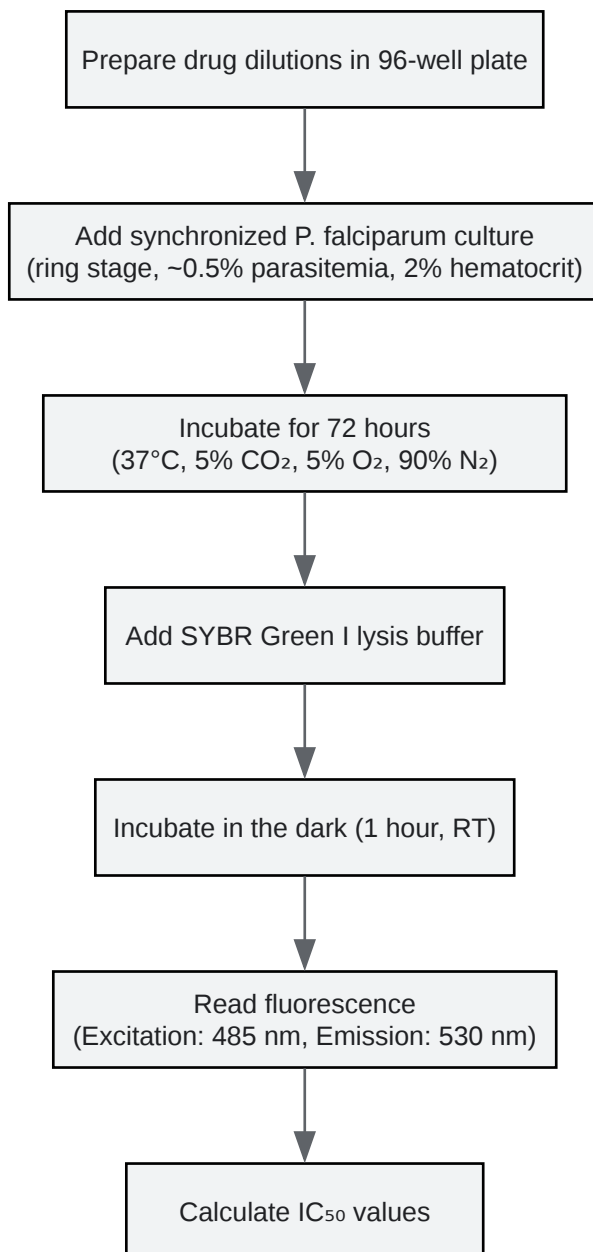 Prepare drug dilutions in 96-well plate
Add synchronized P. falciparum culture
(ring stage, ~0.5% parasitemia, 2% hematocrit)
Incubate for 72 hours
(37°C, 5% CO₂, 5% O₂, 90% N₂)
Add SYBR Green I lysis buffer
Incubate in the dark (1 hour, RT)
Read fluorescence
(Excitation: 485 nm, Emission: 530 nm)
Calculate IC₅₀ values